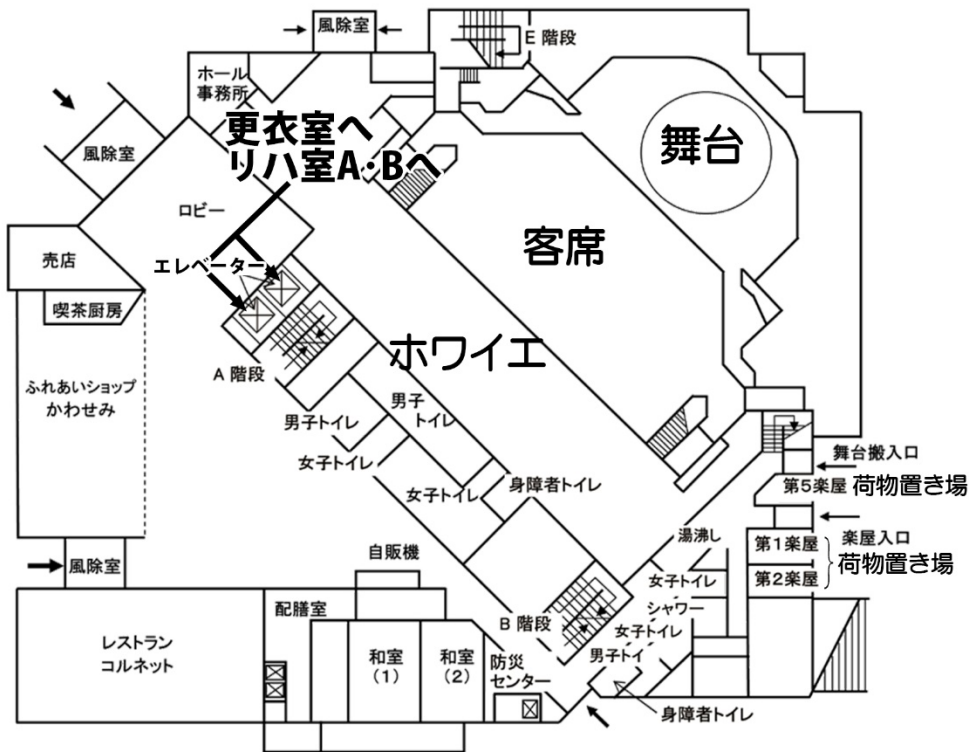 風除室
E 階段
ホール
事務所
更衣室へ
リハ室A・Bへ
舞台
風除室
ロビー
客席
売店
エレベーター
喫茶厨房
ホワイエ
A 階段
ふれあいショップ
かわせみ
男子
トイレ
男子トイレ
女子トイレ
女子トイレ
身障者トイレ
舞台搬入口
第5楽屋 荷物置き場
湯沸し
楽屋入口
第1楽屋
荷物置き場
第2楽屋
自販機
風除室
女子トイレ
シャワー
配膳室
B 階段
女子トイレ
レストラン
コルネット
和室
(1)
和室
(2)
防災
センター
男子トイ
身障者トイレ